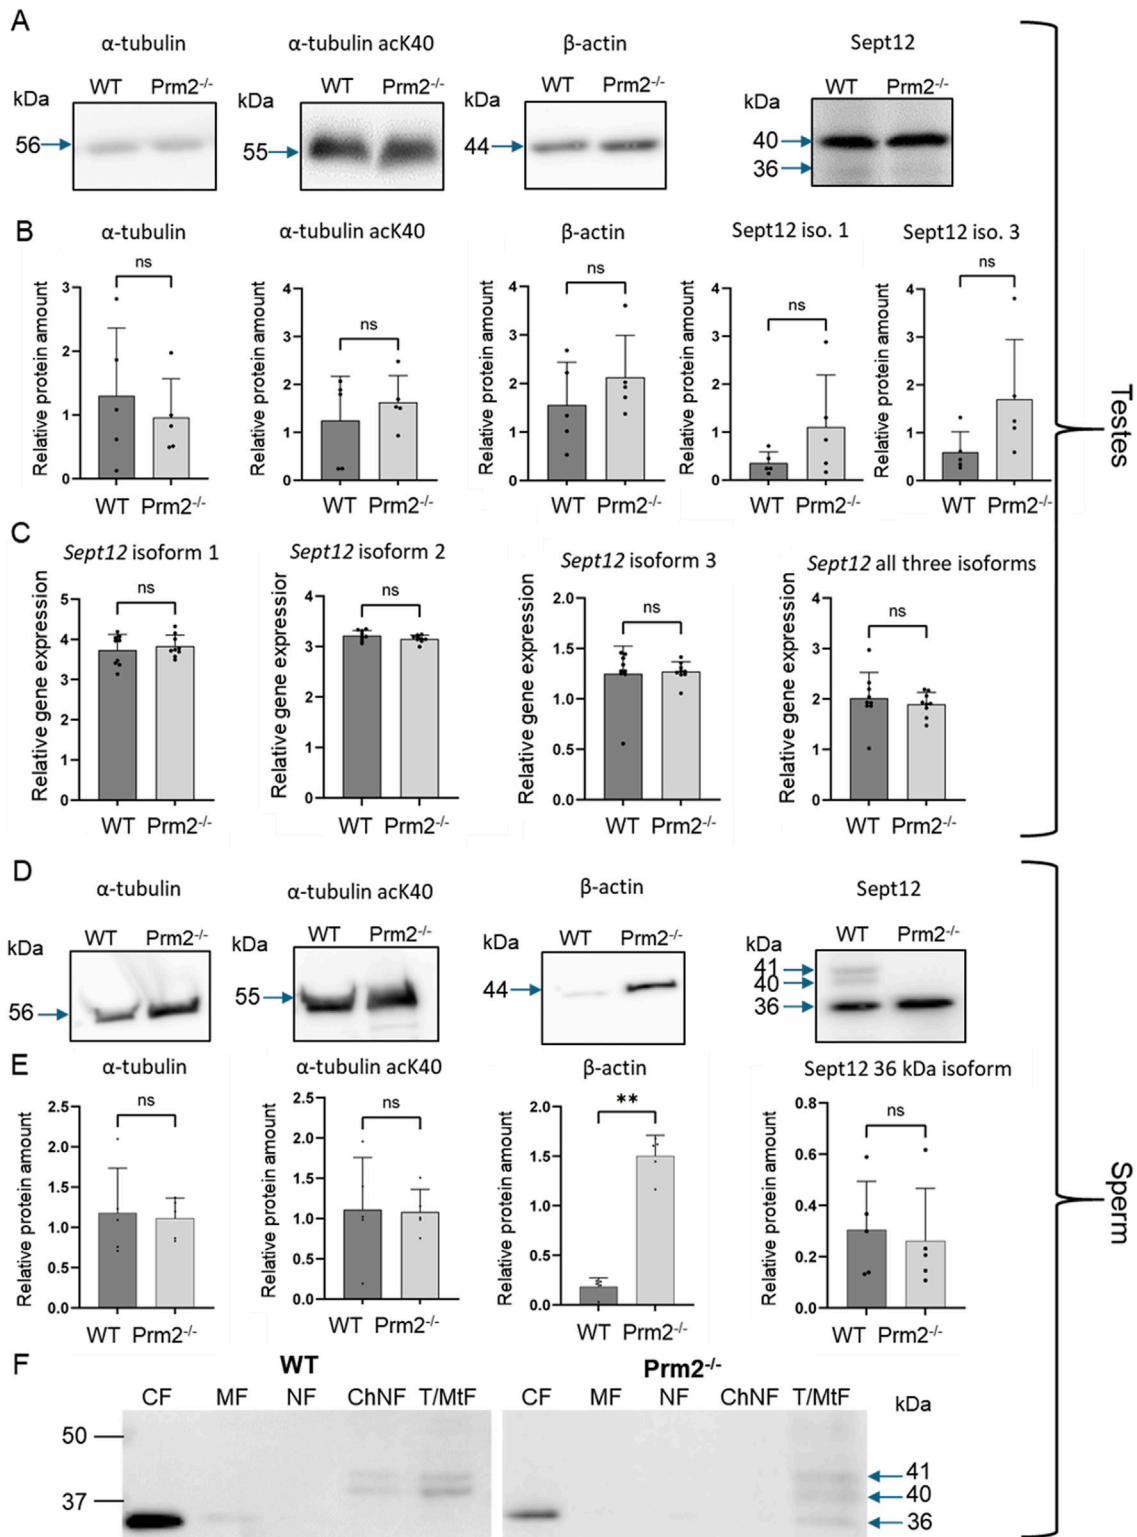 A
α-tubulin α-tubulin acK40 β-actin Sept12
kDa WT Prm2-/- kDa WT Prm2-/- kDa WT Prm2-/- kDa WT Prm2-/-
56 55 44 40
36
B
α-tubulin α-tubulin acK40 β-actin Sept12 iso. 1 Sept12 iso. 3
Relative protein amount 3 2 1 0 ns WT Prm2-/-
Relative protein amount 4 3 2 1 0 ns WT Prm2-/-
Relative protein amount 4 3 2 1 0 ns WT Prm2-/-
Relative protein amount 4 3 2 1 0 ns WT Prm2-/-
Relative protein amount 4 3 2 1 0 ns WT Prm2-/-
Testes
C
Sept12 isoform 1 Sept12 isoform 2 Sept12 isoform 3 Sept12 all three isoforms
Relative gene expression 5 4 3 2 1 0 ns WT Prm2-/-
Relative gene expression 4 3 2 1 0 ns WT Prm2-/-
Relative gene expression 2.0 1.5 1.0 0.5 0.0 ns WT Prm2-/-
Relative gene expression 4 3 2 1 0 ns WT Prm2-/-
D
α-tubulin α-tubulin acK40 β-actin Sept12
kDa WT Prm2-/- kDa WT Prm2-/- kDa WT Prm2-/- kDa WT Prm2-/-
56 55 44 41
40
36
E
α-tubulin α-tubulin acK40 β-actin Sept12 36 kDa isoform
Relative protein amount 2.5 2.0 1.5 1.0 0.5 0.0 ns WT Prm2-/-
Relative protein amount 2.5 2.0 1.5 1.0 0.5 0.0 ns WT Prm2-/-
Relative protein amount 2.0 1.5 1.0 0.5 0.0 ** WT Prm2-/-
Relative protein amount 0.8 0.6 0.4 0.2 0.0 ns WT Prm2-/-
Sperm
F
WT Prm2-/-
CF MF NF ChNF T/MtF CF MF NF ChNF T/MtF kDa
50
37
41
40
36